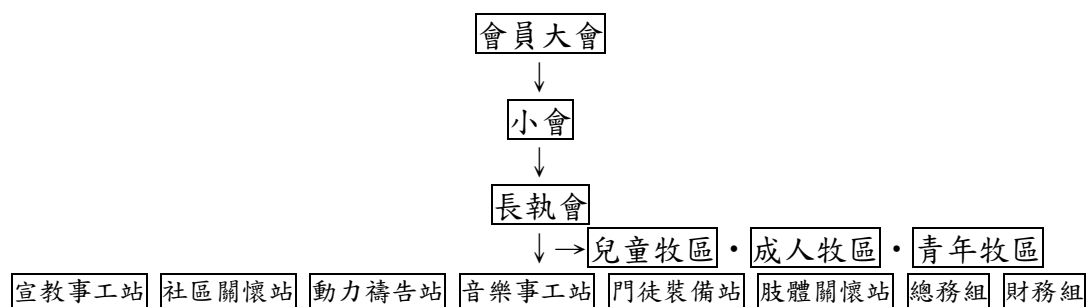 會員大會
↓
小會
↓
長執會
↓ →兒童牧區・成人牧區・青年牧區
宣教事工站 社區關懷站 動力禱告站 音樂事工站 門徒裝備站 肢體關懷站 總務組 財務組